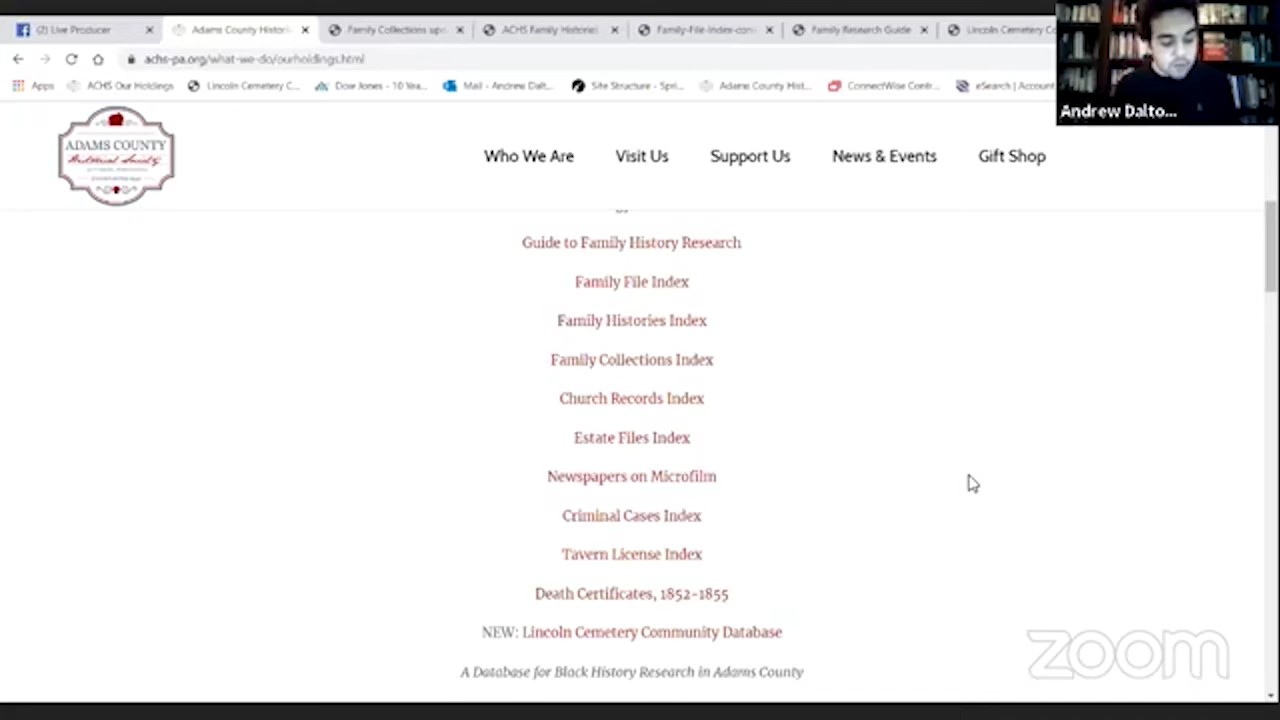 (2) Live Producer
Adams County Histori
Family Collections up
ACHS Family Histories
Family-File-Index-con
Family Research Guide
Lincoln Cemetery Co
achs-pa.org/what-we-do/ourholdings.html
Apps
ACHS Our Holdings
Lincoln Cemetery C...
Dow Jones - 10 Yea...
Mail - Andrew Dalt...
Site Structure - Spri...
Adams County Hist...
ConnectWise Contr...
eSearch | Account
Andrew Dalto...
ADAMS COUNTY
Historical Society
Who We Are
Visit Us
Support Us
News & Events
Gift Shop
Guide to Family History Research
Family File Index
Family Histories Index
Family Collections Index
Church Records Index
Estate Files Index
Newspapers on Microfilm
Criminal Cases Index
Tavern License Index
Death Certificates, 1852-1855
NEW: Lincoln Cemetery Community Database
A Database for Black History Research in Adams County
zoom